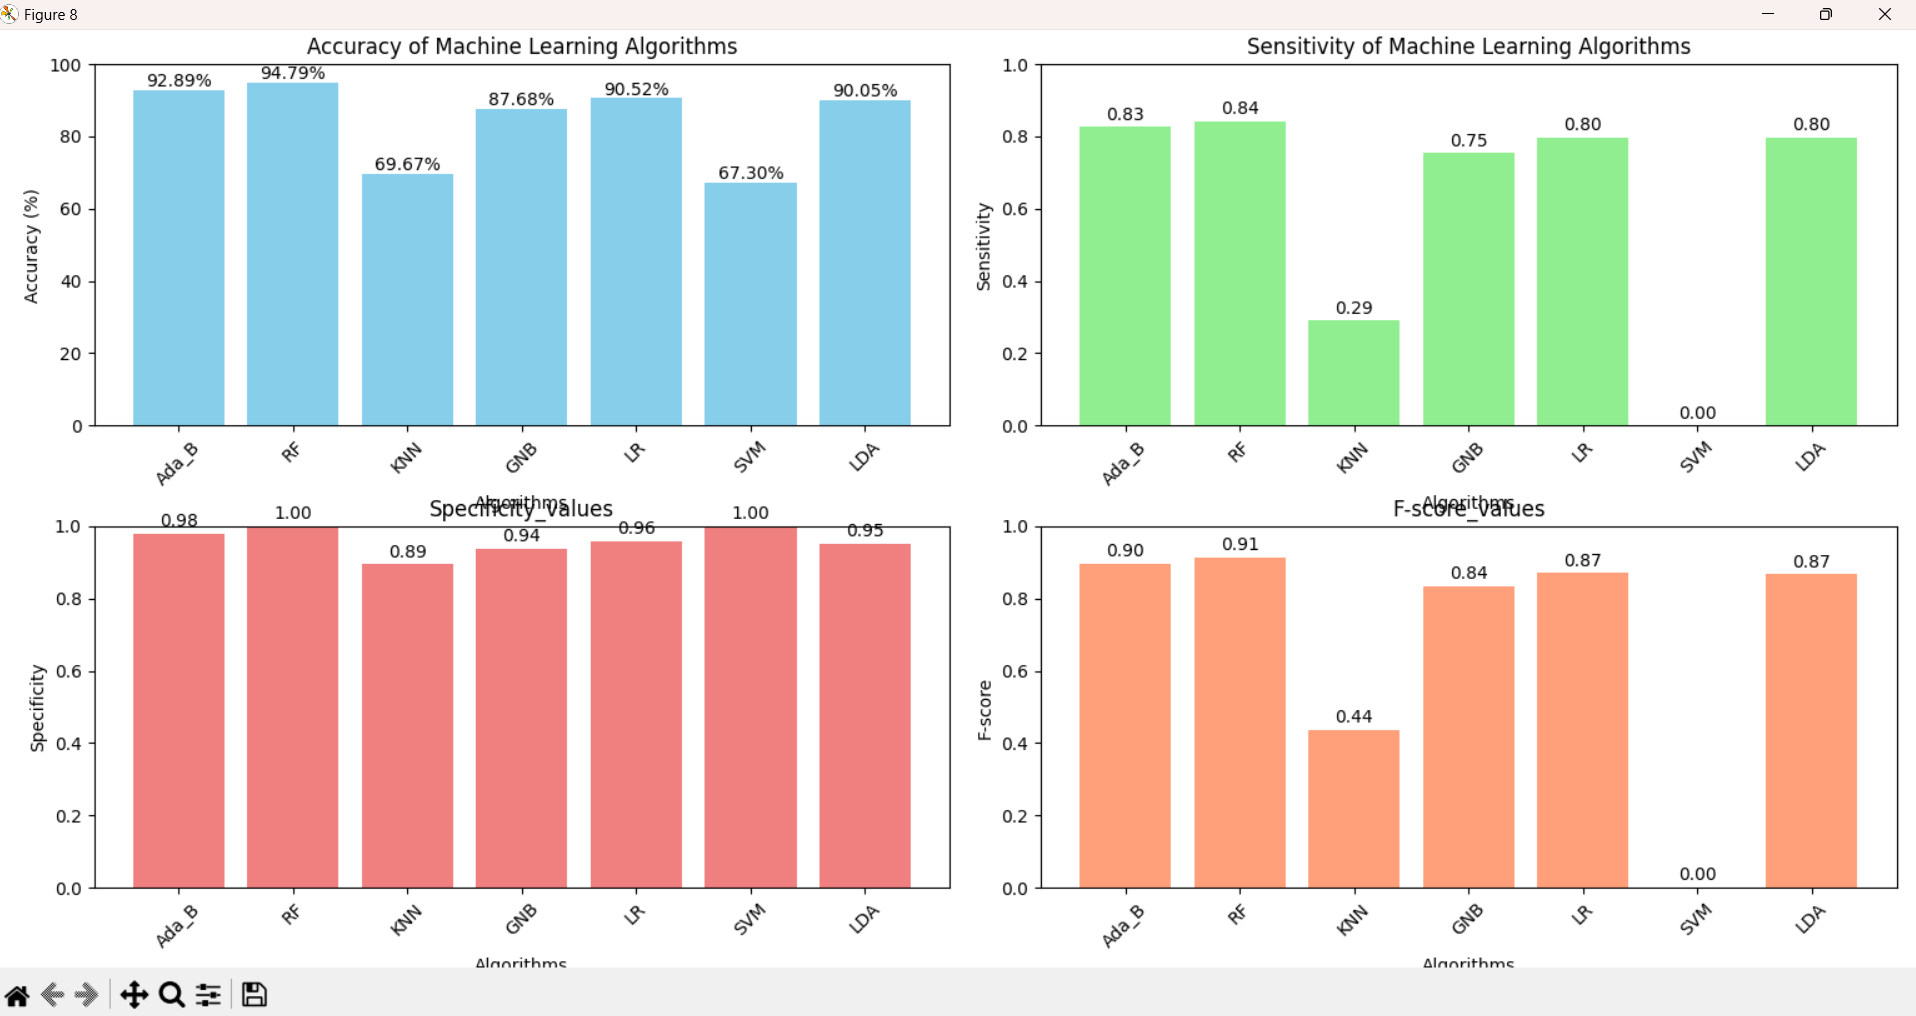 Figure 8
Accuracy of Machine Learning Algorithms
Accuracy (%)
100
80
60
40
20
0
92.89%
94.79%
69.67%
87.68%
90.52%
67.30%
90.05%
Ada_B
RF
KNN
GNB
LR
SVM
LDA
Algorithms
Sensitivity of Machine Learning Algorithms
Sensitivity
1.0
0.8
0.6
0.4
0.2
0.0
0.83
0.84
0.29
0.75
0.80
0.00
0.80
Ada_B
RF
KNN
GNB
LR
SVM
LDA
Algorithms
Specificity_values
Specificity
1.0
0.8
0.6
0.4
0.2
0.0
0.98
1.00
0.89
0.94
0.96
1.00
0.95
Ada_B
RF
KNN
GNB
LR
SVM
LDA
Algorithms
F-score_values
F-score
1.0
0.8
0.6
0.4
0.2
0.0
0.90
0.91
0.44
0.84
0.87
0.00
0.87
Ada_B
RF
KNN
GNB
LR
SVM
LDA
Algorithms